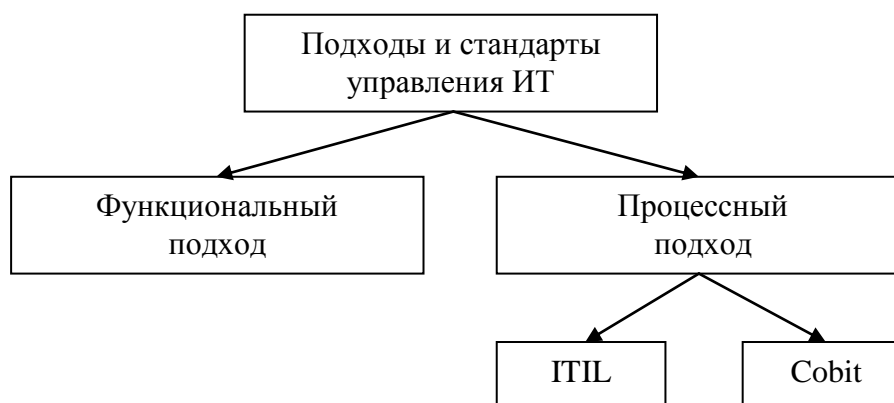 Подходы и стандарты
управления ИТ
Функциональный
подход
Процессный
подход
ITIL
Cobit